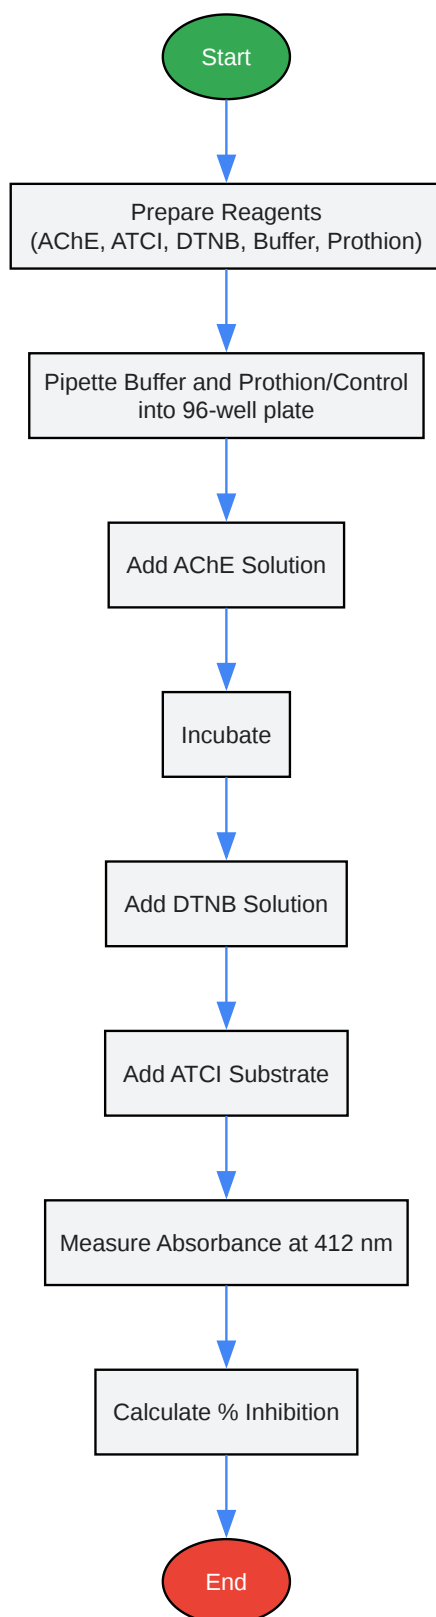 Start
Prepare Reagents
(AChE, ATCI, DTNB, Buffer, Prothion)
Pipette Buffer and Prothion/Control
into 96-well plate
Add AChE Solution
Incubate
Add DTNB Solution
Add ATCI Substrate
Measure Absorbance at 412 nm
Calculate % Inhibition
End